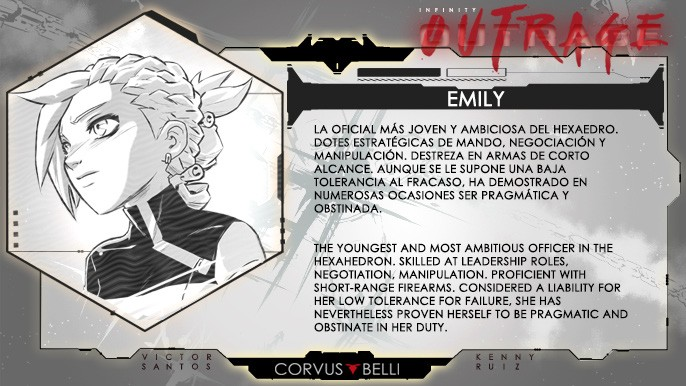 INFINITY
OUTRAGE
EMILY
LA OFICIAL MÁS JOVEN Y AMBICIOSA DEL HEXAEDRO.
DOTES ESTRATÉGICAS DE MANDO, NEGOCIACIÓN Y
MANIPULACIÓN. DESTREZA EN ARMAS DE CORTO
ALCANCE. AUNQUE SE LE SUPONE UNA BAJA
TOLERANCIA AL FRACASO, HA DEMOSTRADO EN
NUMEROSAS OCASIONES SER PRAGMÁTICA Y
OBSTINADA.
THE YOUNGEST AND MOST AMBITIOUS OFFICER IN THE
HEXAHEDRON. SKILLED AT LEADERSHIP ROLES,
NEGOTIATION, MANIPULATION. PROFICIENT WITH
SHORT-RANGE FIREARMS. CONSIDERED A LIABILITY FOR
HER LOW TOLERANCE FOR FAILURE, SHE HAS
NEVERTHELESS PROVEN HERSELF TO BE PRAGMATIC AND
OBSTINATE IN HER DUTY.
VICTOR
SANTOS
CORVUS BELLI
KENNY
RUIZ